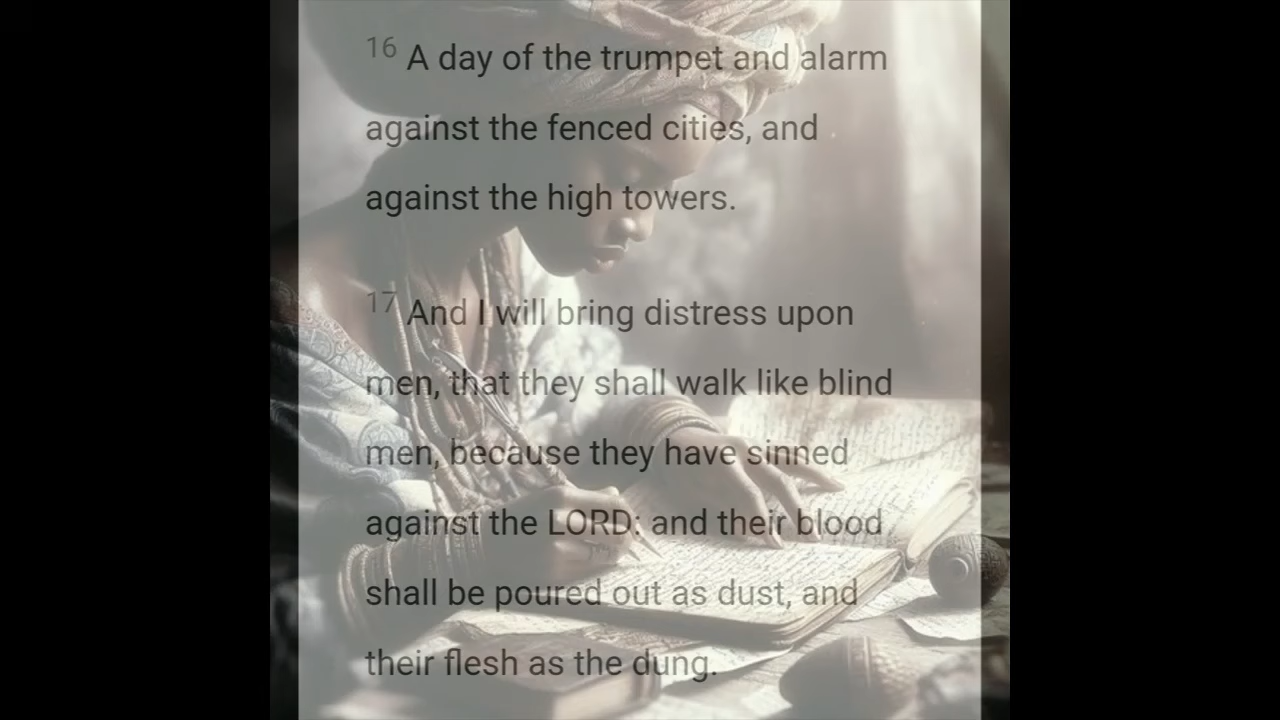 16 A day of the trumpet and alarm
against the fenced cities, and
against the high towers.
17 And I will bring distress upon
men, that they shall walk like blind
men, because they have sinned
against the LORD: and their blood
shall be poured out as dust, and
their flesh as the dung.